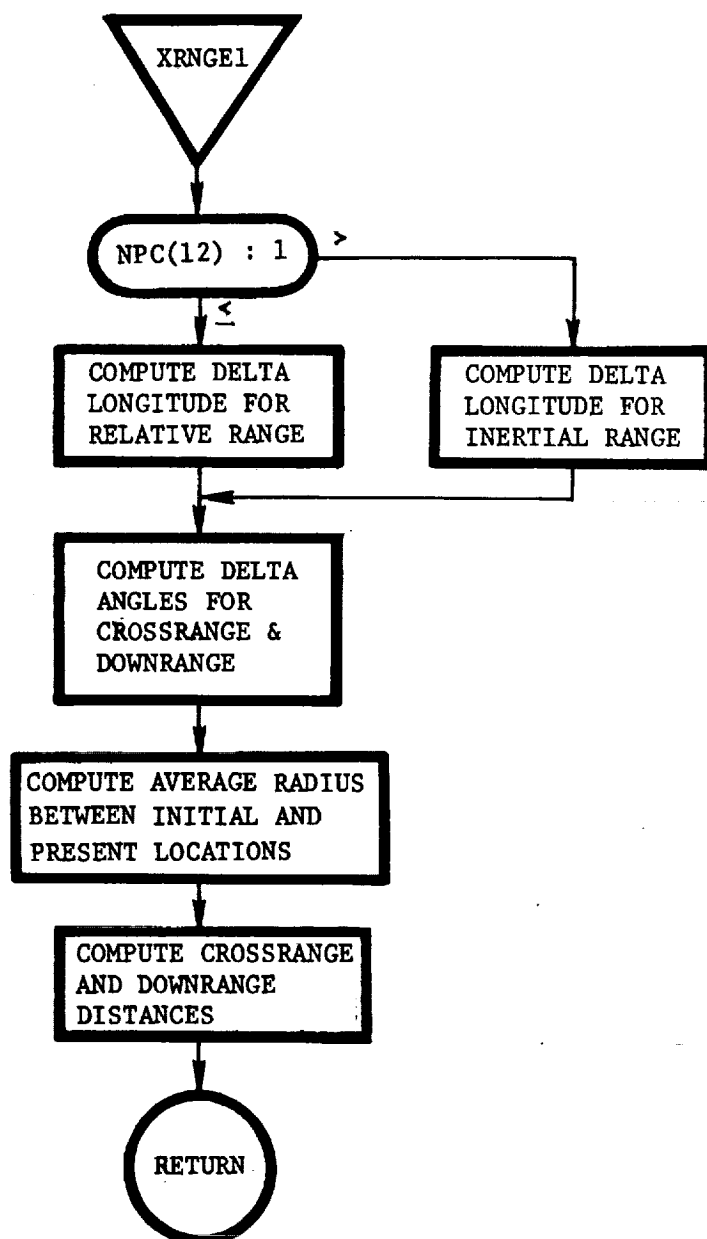 XRNGE1
NPC(12) : 1
>
≤
COMPUTE DELTA
LONGITUDE FOR
RELATIVE RANGE
COMPUTE DELTA
LONGITUDE FOR
INERTIAL RANGE
COMPUTE DELTA
ANGLES FOR
CROSSRANGE &
DOWNRANGE
COMPUTE AVERAGE RADIUS
BETWEEN INITIAL AND
PRESENT LOCATIONS
COMPUTE CROSSRANGE
AND DOWNRANGE
DISTANCES
RETURN